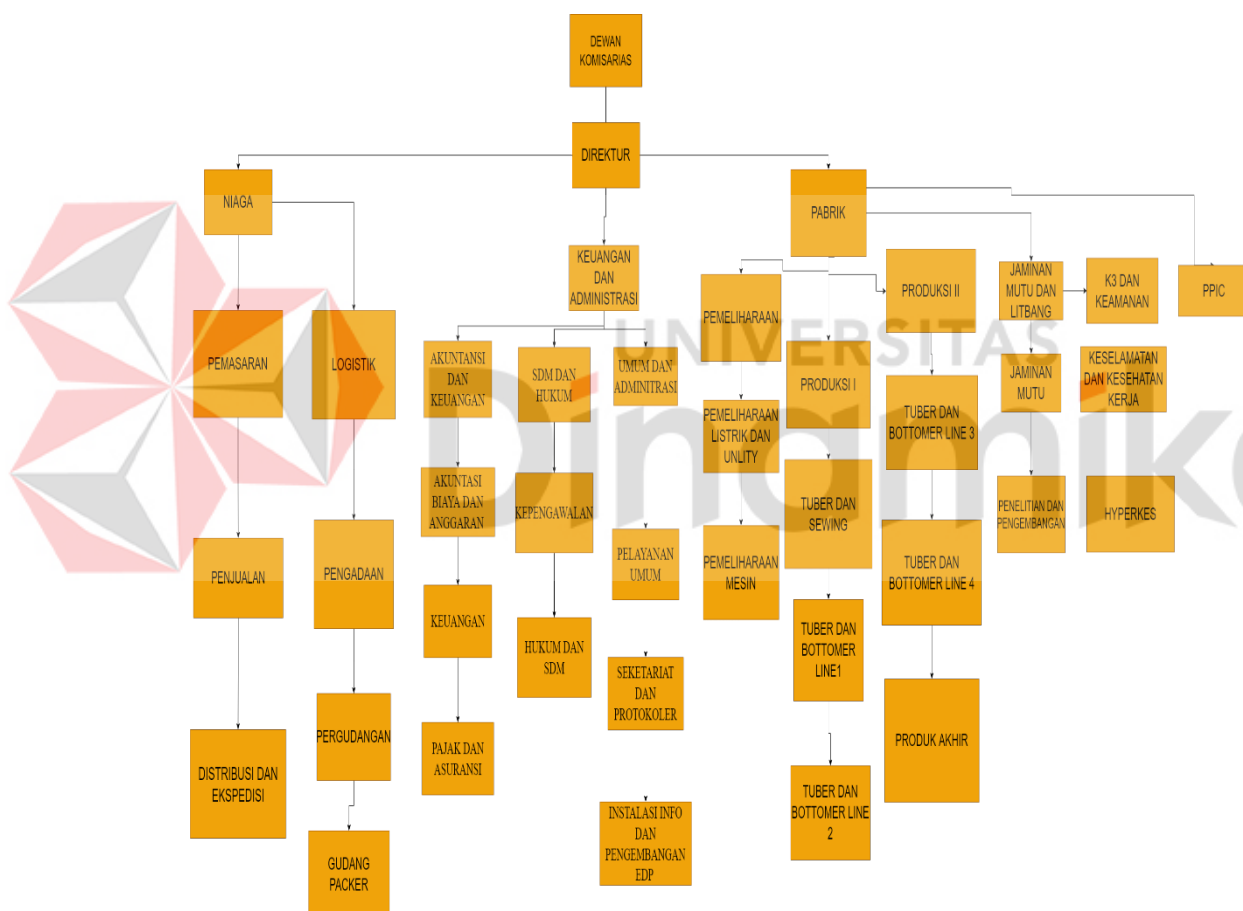 DEWAN
KOMISARIAS
DIREKTUR
NIAGA
PABRIK
KEUANGAN
DAN
ADMINISTRASI
PEMASARAN
LOGISTIK
AKUNTANSI
DAN
KEUANGAN
SDM DAN
HUKUM
UMUM DAN
ADMINITRASI
PEMELIHARAAN
PRODUKSI I
PRODUKSI II
JAMINAN
MUTU DAN
LITBANG
K3 DAN
KEAMANAN
PPIC
UNIVERSITAS
Dinamika
PEMELIHARAAN
LISTRIK DAN
UNLITY
TUBER DAN
BOTTOMER LINE 3
JAMINAN
MUTU
KESELAMATAN
DAN KESEHATAN
KERJA
AKUNTASI
BIAYA DAN
ANGGARAN
KEPENGAWALAN
TUBER DAN
SEWING
PENELITIAN DAN
PENGEMBANGAN
HYPERKES
PENJUALAN
PENGADAAN
PELAYANAN
UMUM
PEMELIHARAAN
MESIN
TUBER DAN
BOTTOMER LINE 4
KEUANGAN
HUKUM DAN
SDM
SEKETARIAT
DAN
PROTOKOLER
TUBER DAN
BOTTOMER
LINE1
PRODUK AKHIR
DISTRIBUSI DAN
EKSPEDISI
PERGUDANGAN
PAJAK DAN
ASURANSI
TUBER DAN
BOTTOMER LINE
2
GUDANG
PACKER
INSTALASI INFO
DAN
PENGEMBANGAN
EDP